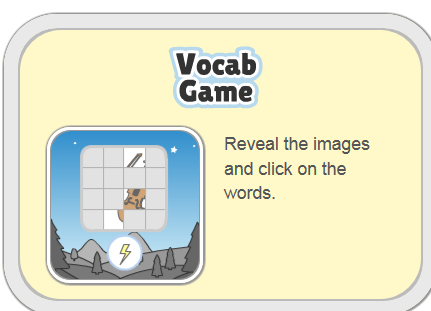 Vocab
Game
Reveal the images
and click on the
words.